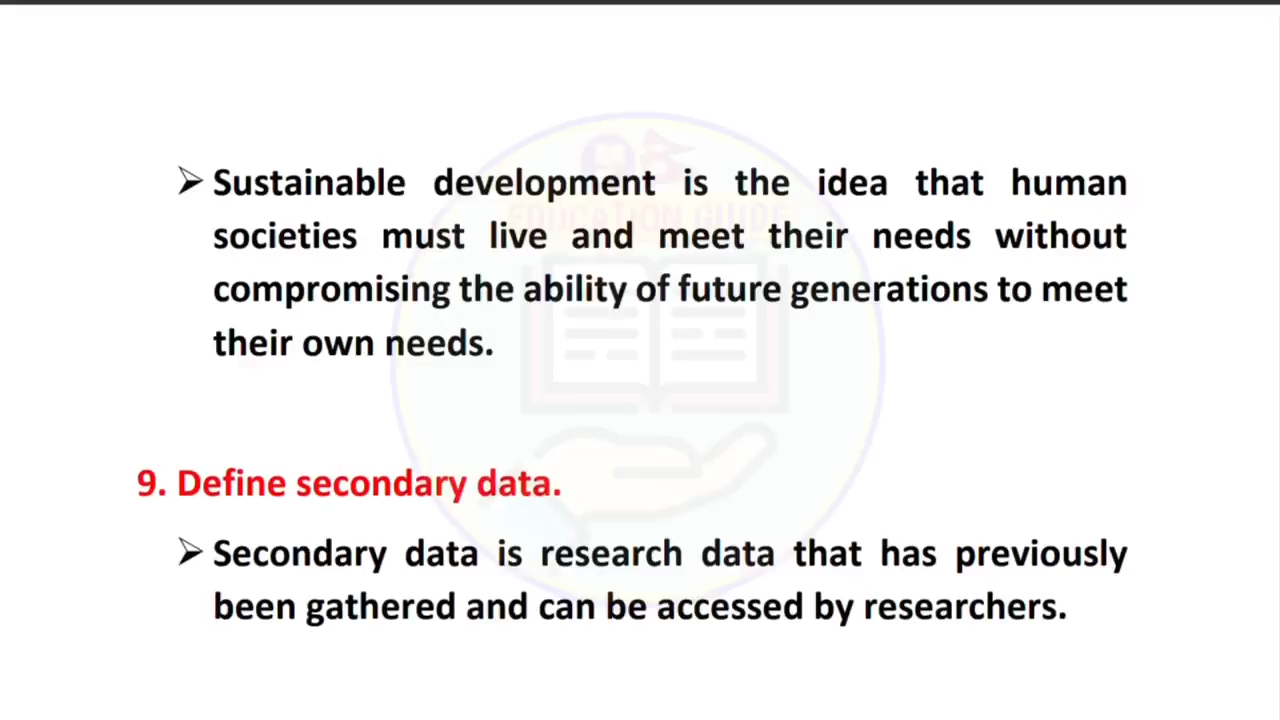 EDUCATION GUIDE
➢ Sustainable development is the idea that human
societies must live and meet their needs without
compromising the ability of future generations to meet
their own needs.
9. Define secondary data.
➢ Secondary data is research data that has previously
been gathered and can be accessed by researchers.